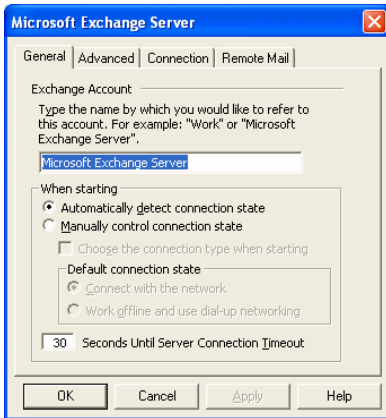 Microsoft Exchange Server
General Advanced Connection Remote Mail
Exchange Account
Type the name by which you would like to refer to
this account. For example: "Work" or "Microsoft
Exchange Server".
Microsoft Exchange Server
When starting
Automatically detect connection state
Manually control connection state
Choose the connection type when starting
Default connection state
Connect with the network
Work offline and use dial-up networking
30 Seconds Until Server Connection Timeout
OK Cancel Apply Help